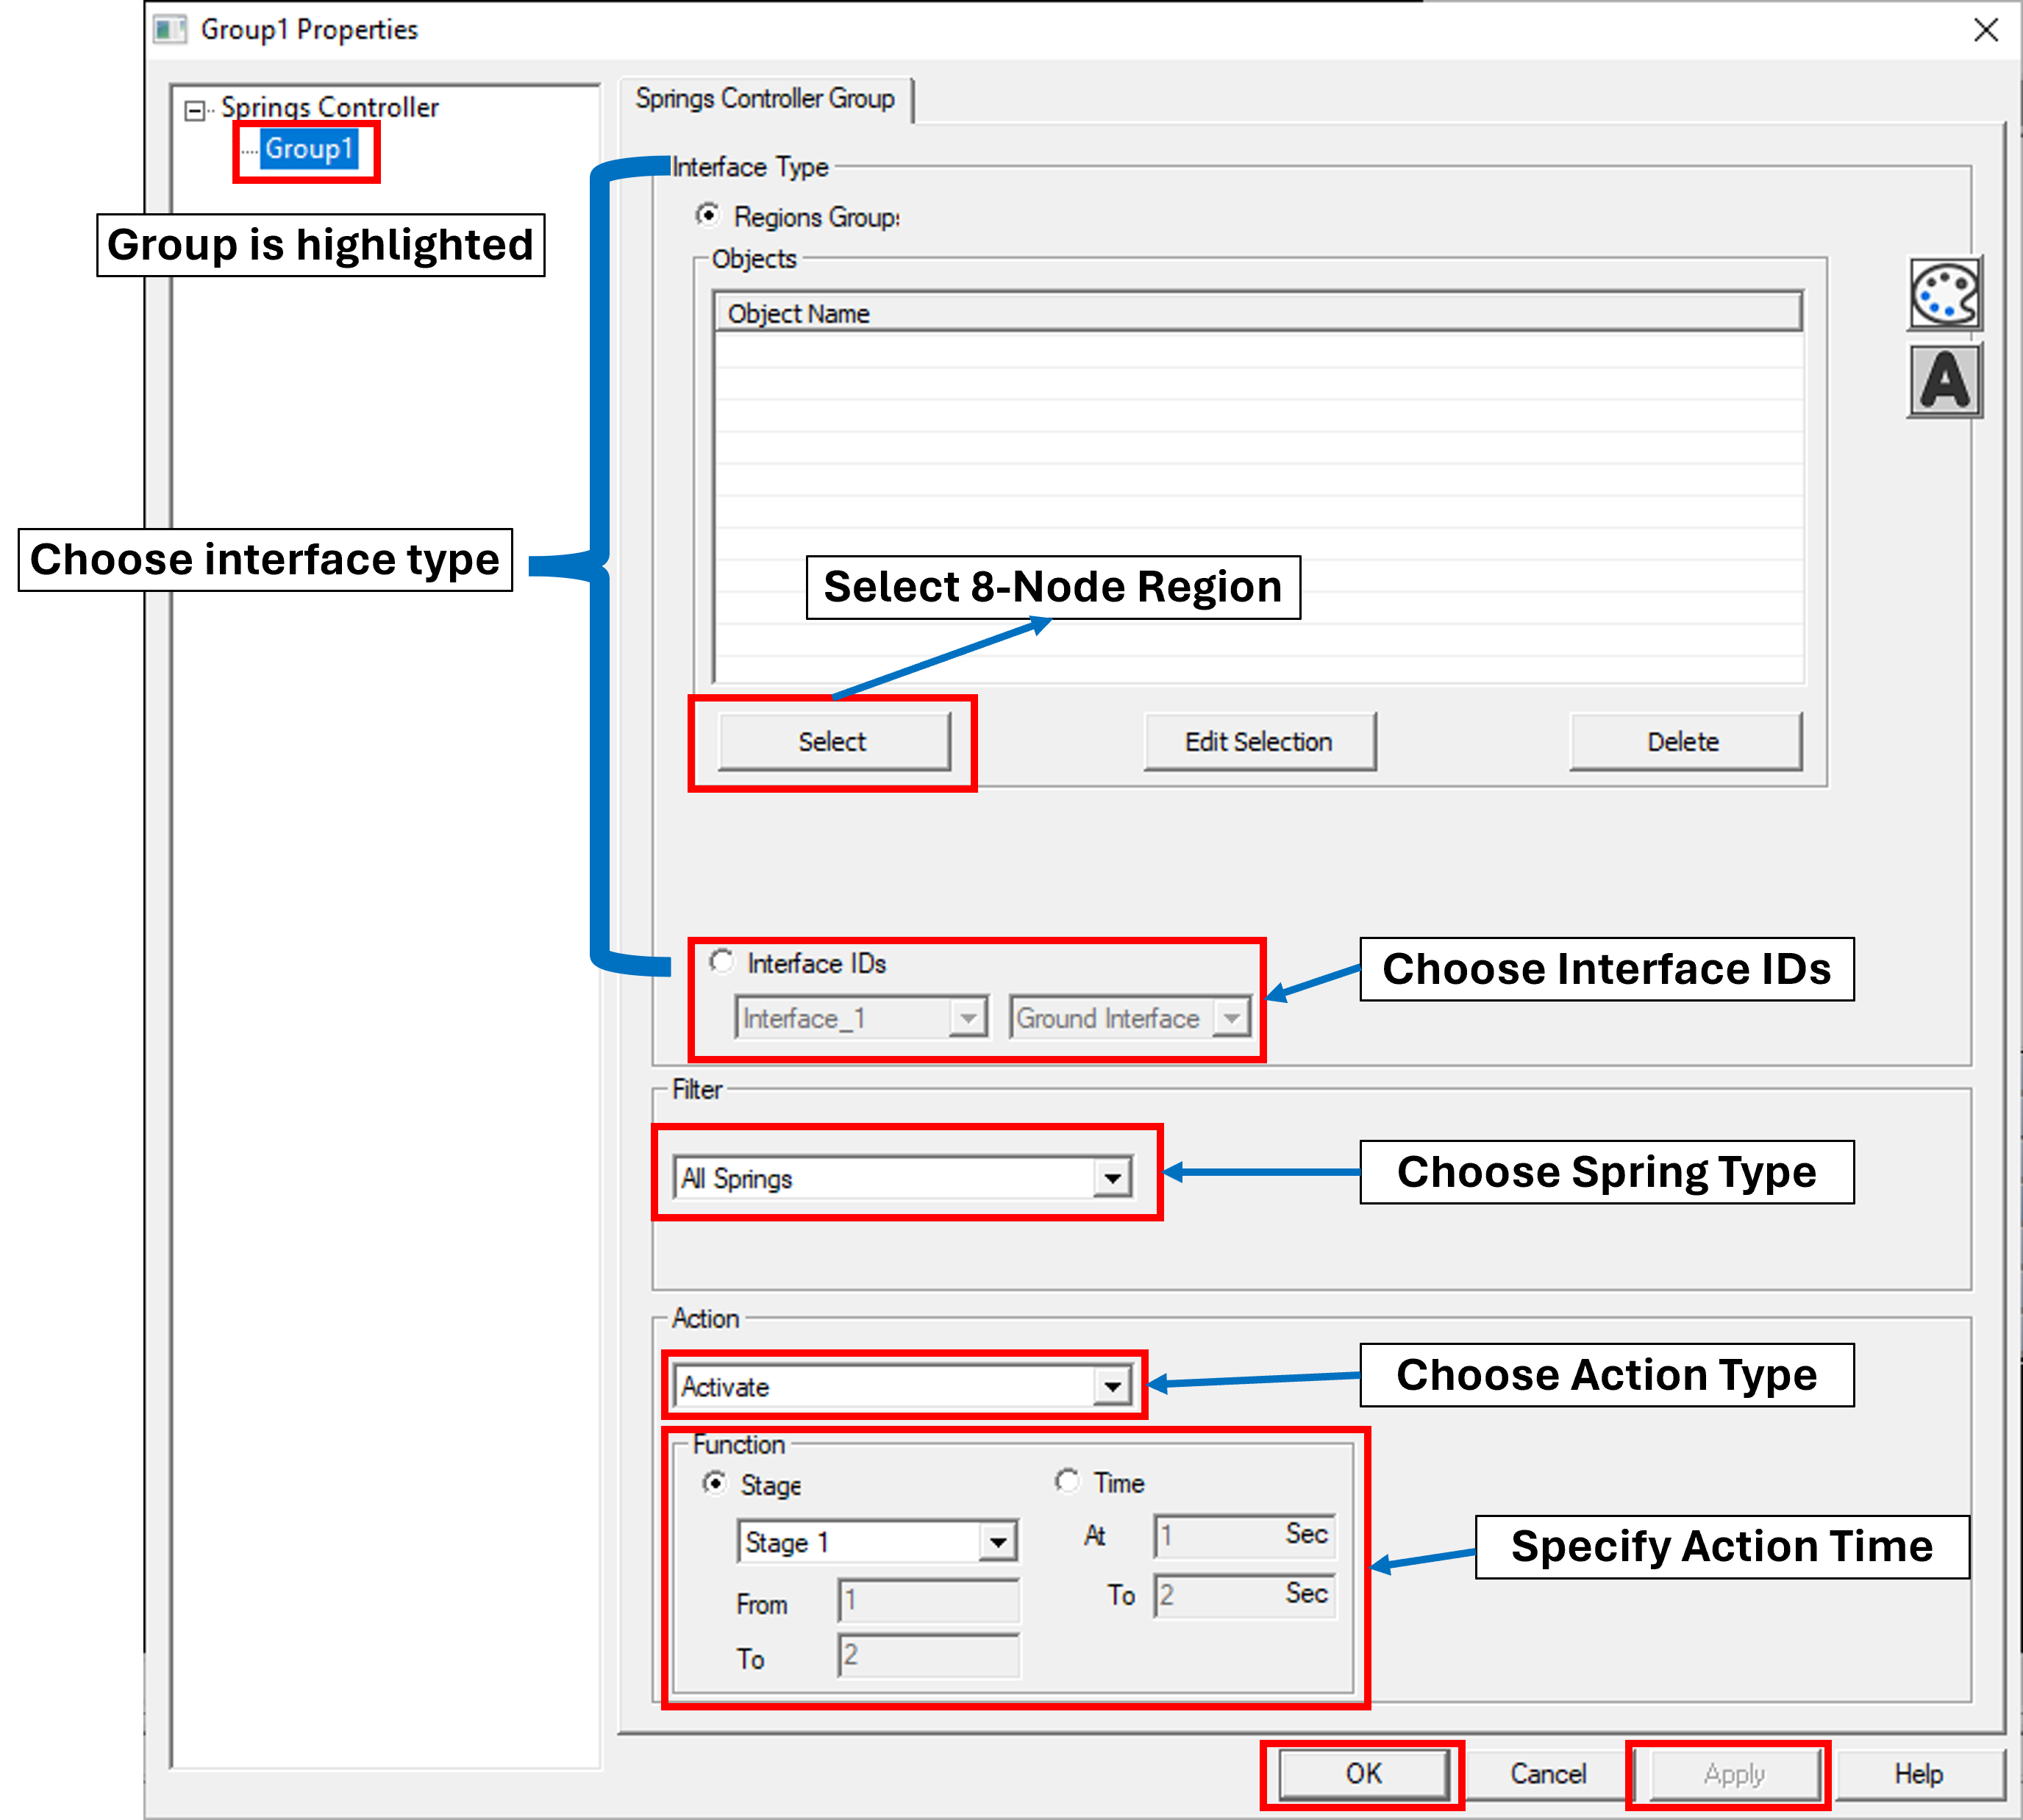 Group1 Properties
Springs Controller
Group1
Group is highlighted
Choose interface type
Springs Controller Group
Interface Type
Regions Groups
Objects
Object Name
Select 8-Node Region
Select
Edit Selection
Delete
A
Interface IDs
Interface_1
Ground Interface
Choose Interface IDs
Filter
All Springs
Choose Spring Type
Action
Activate
Choose Action Type
Function
Stage
Time
Stage 1
At
1 Sec
From
1
To
2 Sec
To
2
Specify Action Time
OK
Cancel
Apply
Help